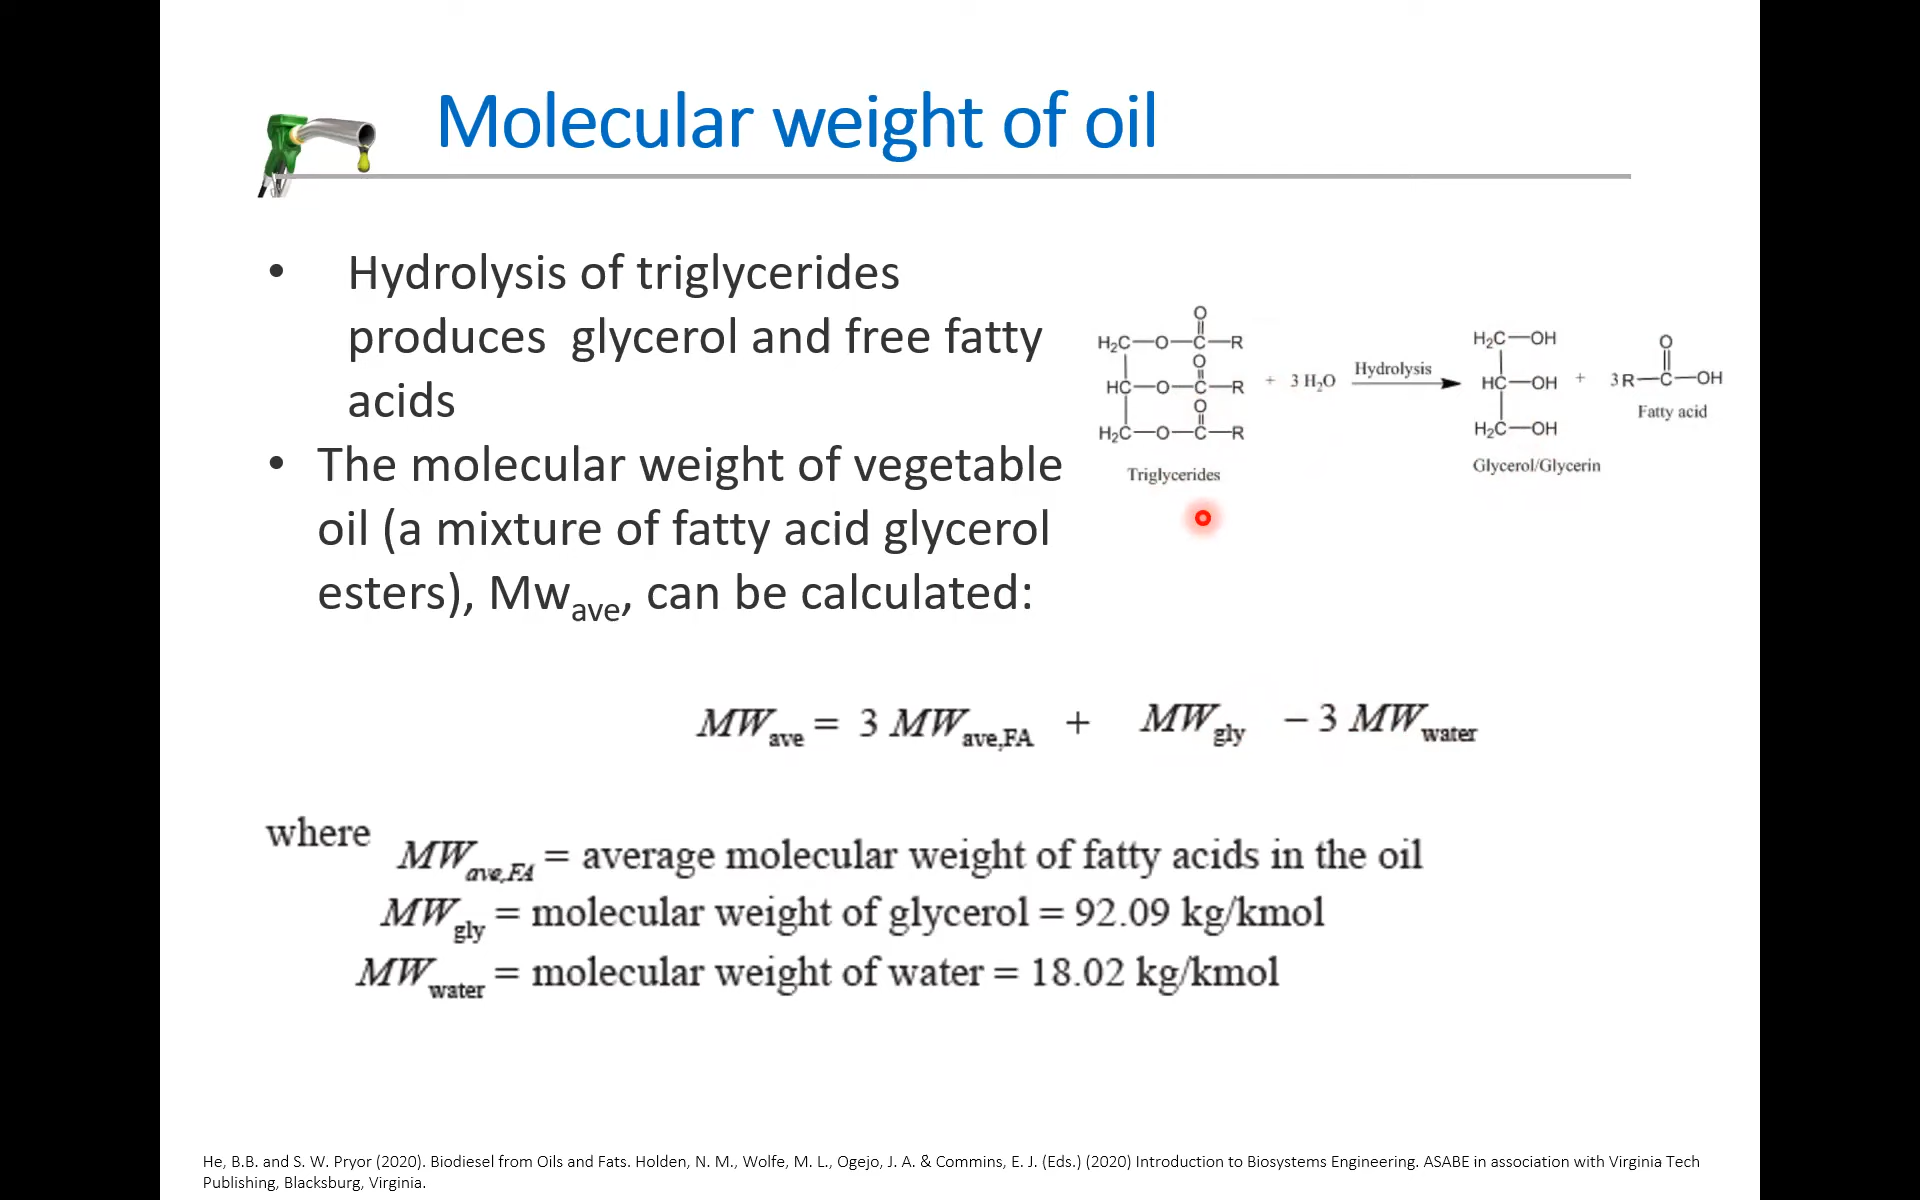 Molecular weight of oil
• Hydrolysis of triglycerides
produces glycerol and free fatty
acids
• The molecular weight of vegetable
oil (a mixture of fatty acid glycerol
esters), Mw_ave, can be calculated:
O
H₂C—O—C—R
O
HC—O—C—R
O
H₂C—O—C—R
Triglycerides
+ 3 H₂O
Hydrolysis
H₂C—OH
HC—OH
H₂C—OH
Glycerol/Glycerin
+
O
3R—C—OH
Fatty acid
MW_ave = 3 MW_ave,FA + MW_gly − 3 MW_water
where
MW_ave,FA = average molecular weight of fatty acids in the oil
MW_gly = molecular weight of glycerol = 92.09 kg/kmol
MW_water = molecular weight of water = 18.02 kg/kmol
He, B.B. and S. W. Pryor (2020). Biodiesel from Oils and Fats. Holden, N. M., Wolfe, M. L., Ogejo, J. A. & Commins, E. J. (Eds.) (2020) Introduction to Biosystems Engineering. ASABE in association with Virginia Tech
Publishing, Blacksburg, Virginia.